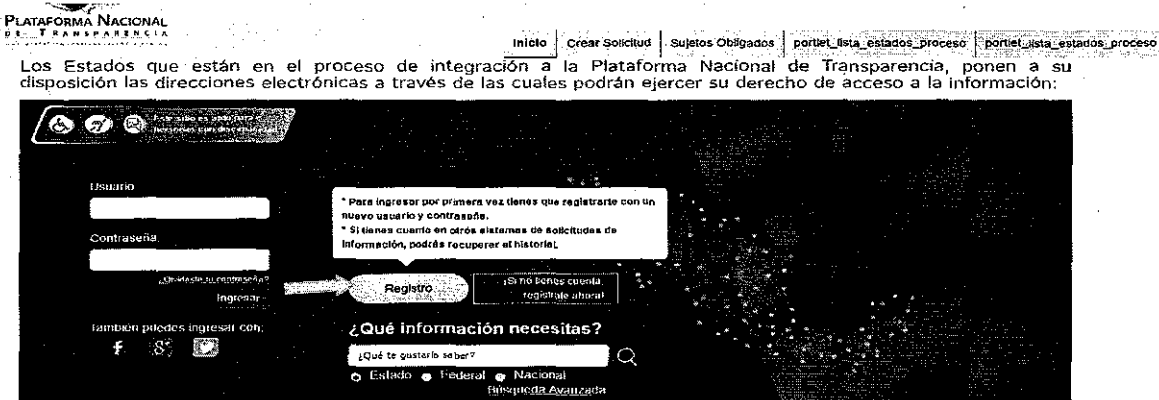 PLATAFORMA NACIONAL
DE TRANSPARENCIA
Inicio Crear Solicitud Sujetos Obligados portlet_lista_estados_proceso portlet_lista_estados_proceso
Los Estados que están en el proceso de integración a la Plataforma Nacional de Transparencia, ponen a su
disposición las direcciones electrónicas a través de las cuales podrán ejercer su derecho de acceso a la información:
Usuario
Contraseña
¿Olvidaste tu contraseña?
Ingresar
También puedes ingresar con:
f g+
* Para ingresar por primera vez tienes que registrarte con un
nuevo usuario y contraseña.
* Si tienes cuenta en otros sistemas de solicitudes de
información, podrás recuperar el historial.
Registro
¡Si no tienes cuenta,
regístrate ahora!
¿Qué información necesitas?
¿Qué te gustaría saber?
Estado Federal Nacional
Búsqueda Avanzada